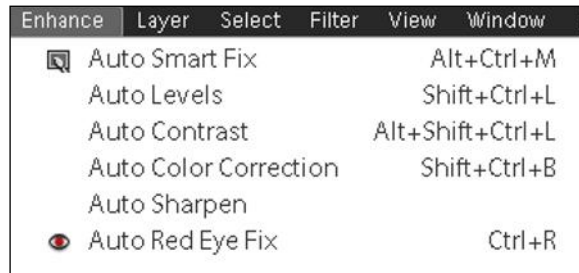 Enhance Layer Select Filter View Window
Auto Smart Fix Alt+Ctrl+M
Auto Levels Shift+Ctrl+L
Auto Contrast Alt+Shift+Ctrl+L
Auto Color Correction Shift+Ctrl+B
Auto Sharpen
Auto Red Eye Fix Ctrl+R